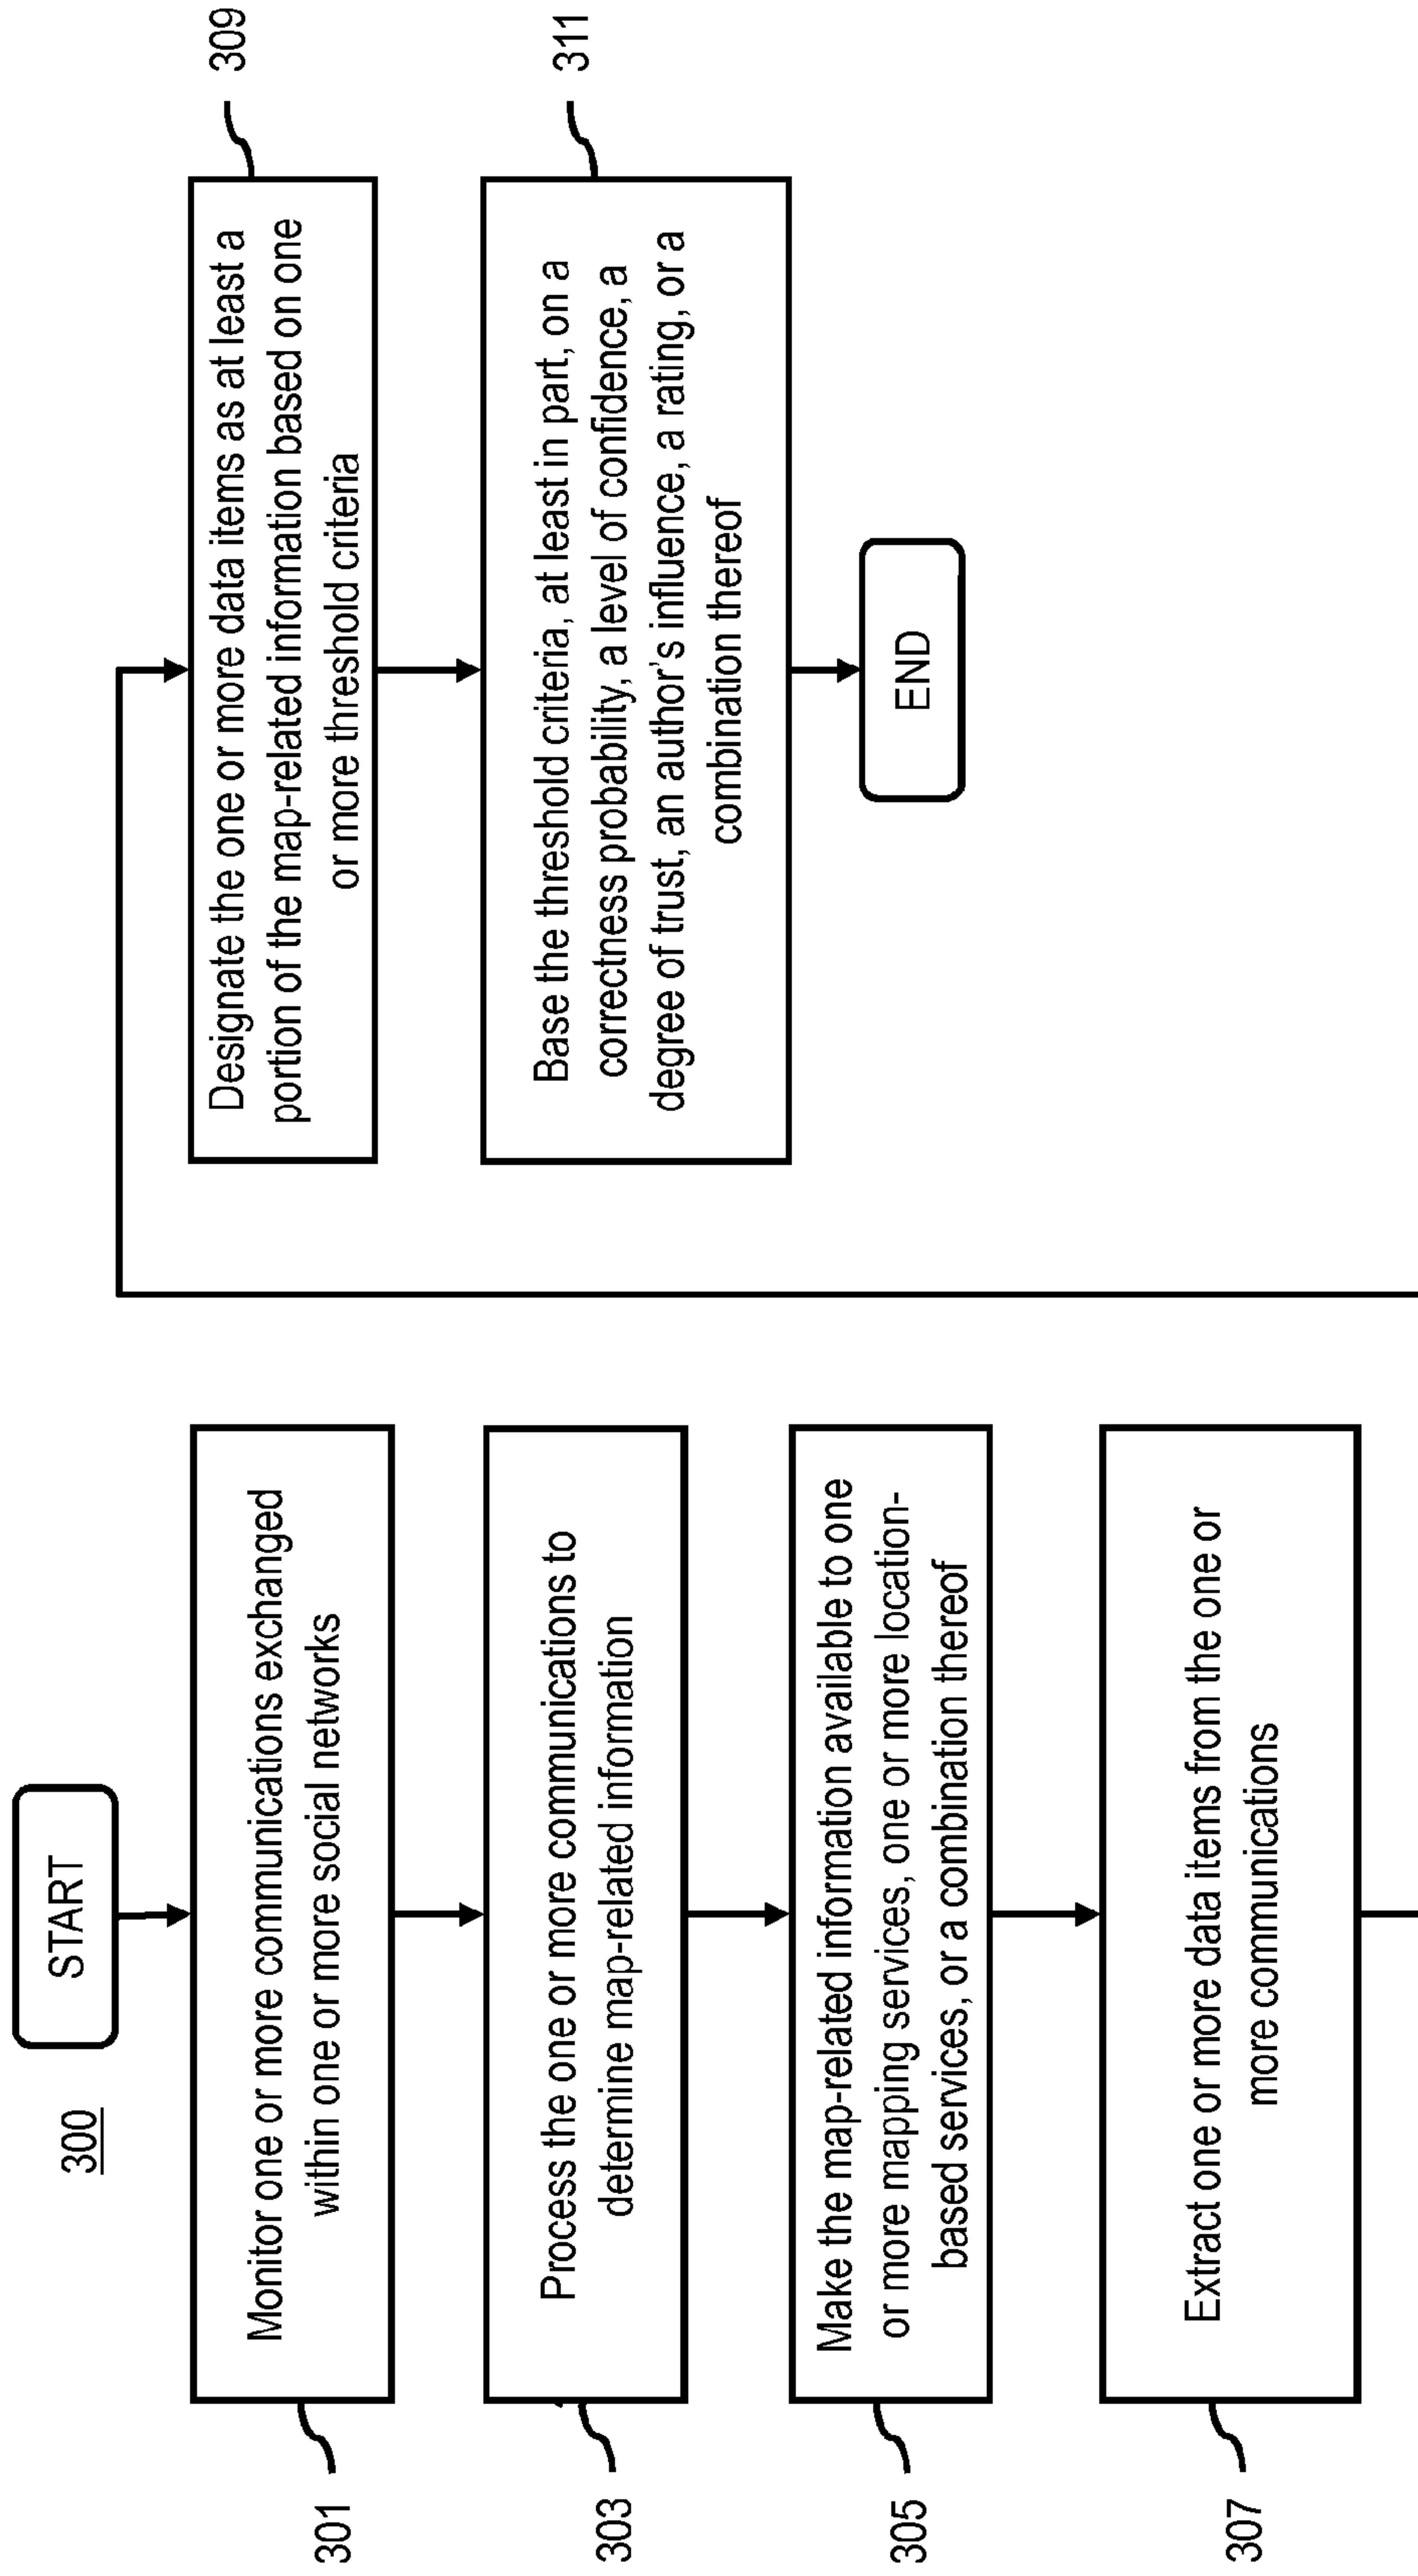 300
START
301
Monitor one or more communications exchanged
within one or more social networks
303
Process the one or more communications to
determine map-related information
305
Make the map-related information available to one
or more mapping services, one or more location-
based services, or a combination thereof
307
Extract one or more data items from the one or
more communications
309
Designate the one or more data items as at least a
portion of the map-related information based on one
or more threshold criteria
311
Base the threshold criteria, at least in part, on a
correctness probability, a level of confidence, a
degree of trust, an author's influence, a rating, or a
combination thereof
END